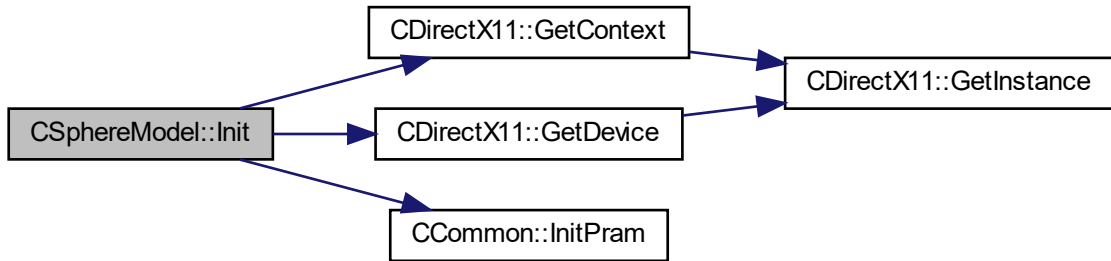 CDirectX11::GetContext
CDirectX11::GetInstance
CSphereModel::Init
CDirectX11::GetDevice
CCommon::InitPram